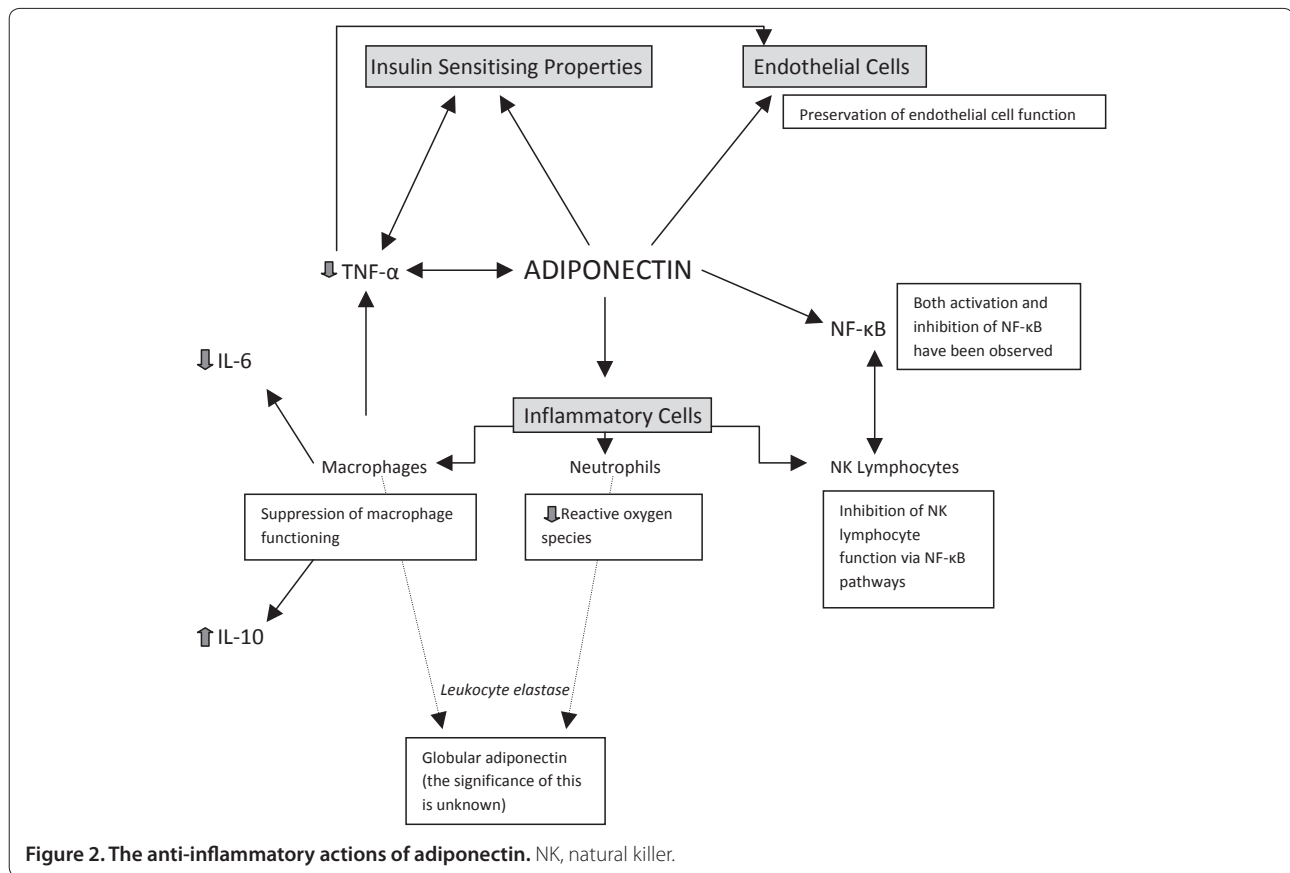 Insulin Sensitising Properties
Endothelial Cells
Preservation of endothelial cell function
TNF-α
ADIPONECTIN
NF-κB
Both activation and
inhibition of NF-κB
have been observed
IL-6
Inflammatory Cells
Macrophages
Neutrophils
NK Lymphocytes
Suppression of macrophage
functioning
Reactive oxygen
species
Inhibition of NK
lymphocyte
function via NF-κB
pathways
IL-10
Leukocyte elastase
Globular adiponectin
(the significance of this
is unknown)
Figure 2. The anti-inflammatory actions of adiponectin. NK, natural killer.